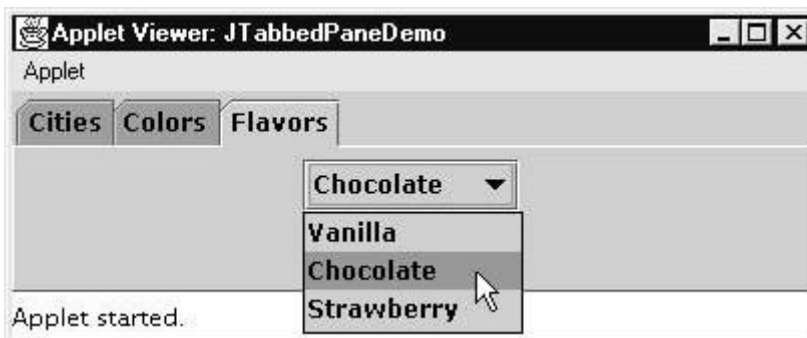 Applet Viewer: JTabbedPaneDemo
Applet
Cities Colors Flavors
Chocolate
Vanilla
Chocolate
Strawberry
Applet started.